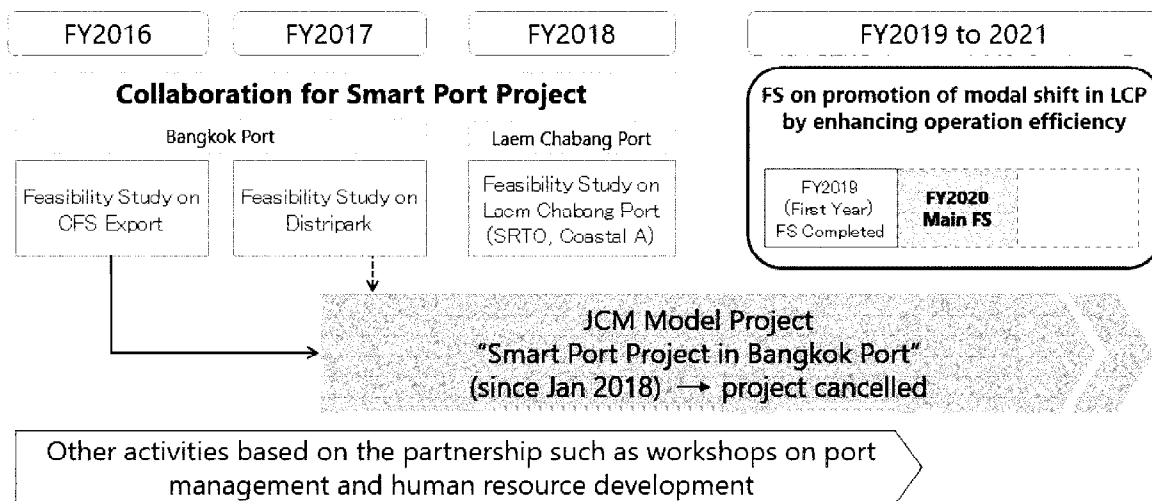 FY2016
FY2017
FY2018
FY2019 to 2021
Collaboration for Smart Port Project
Bangkok Port
Laem Chabang Port
Feasibility Study on
CFS Export
Feasibility Study on
Distripark
Feasibility Study on
Laem Chabang Port
(SRTO, Coastal A)
FS on promotion of modal shift in LCP
by enhancing operation efficiency
FY2019
(First Year)
FS Completed
FY2020
Main FS
JCM Model Project
“Smart Port Project in Bangkok Port”
(since Jan 2018) → project cancelled
Other activities based on the partnership such as workshops on port
management and human resource development